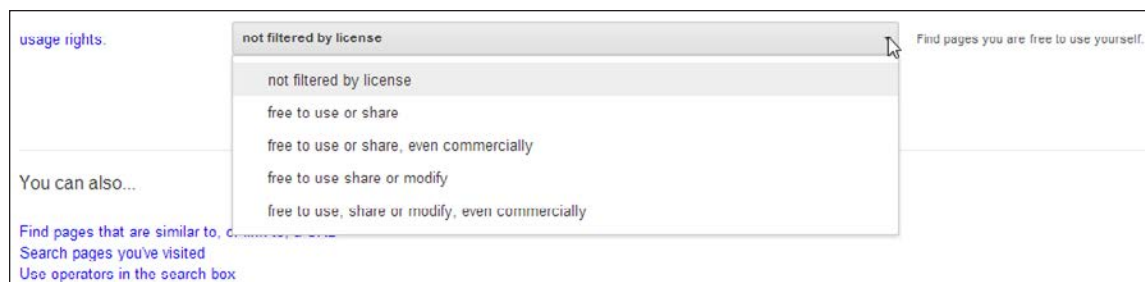 usage rights. not filtered by license Find pages you are free to use yourself.
not filtered by license
free to use or share
free to use or share, even commercially
free to use share or modify
free to use, share or modify, even commercially
You can also...
Find pages that are similar to,
Search pages you've visited
Use operators in the search box